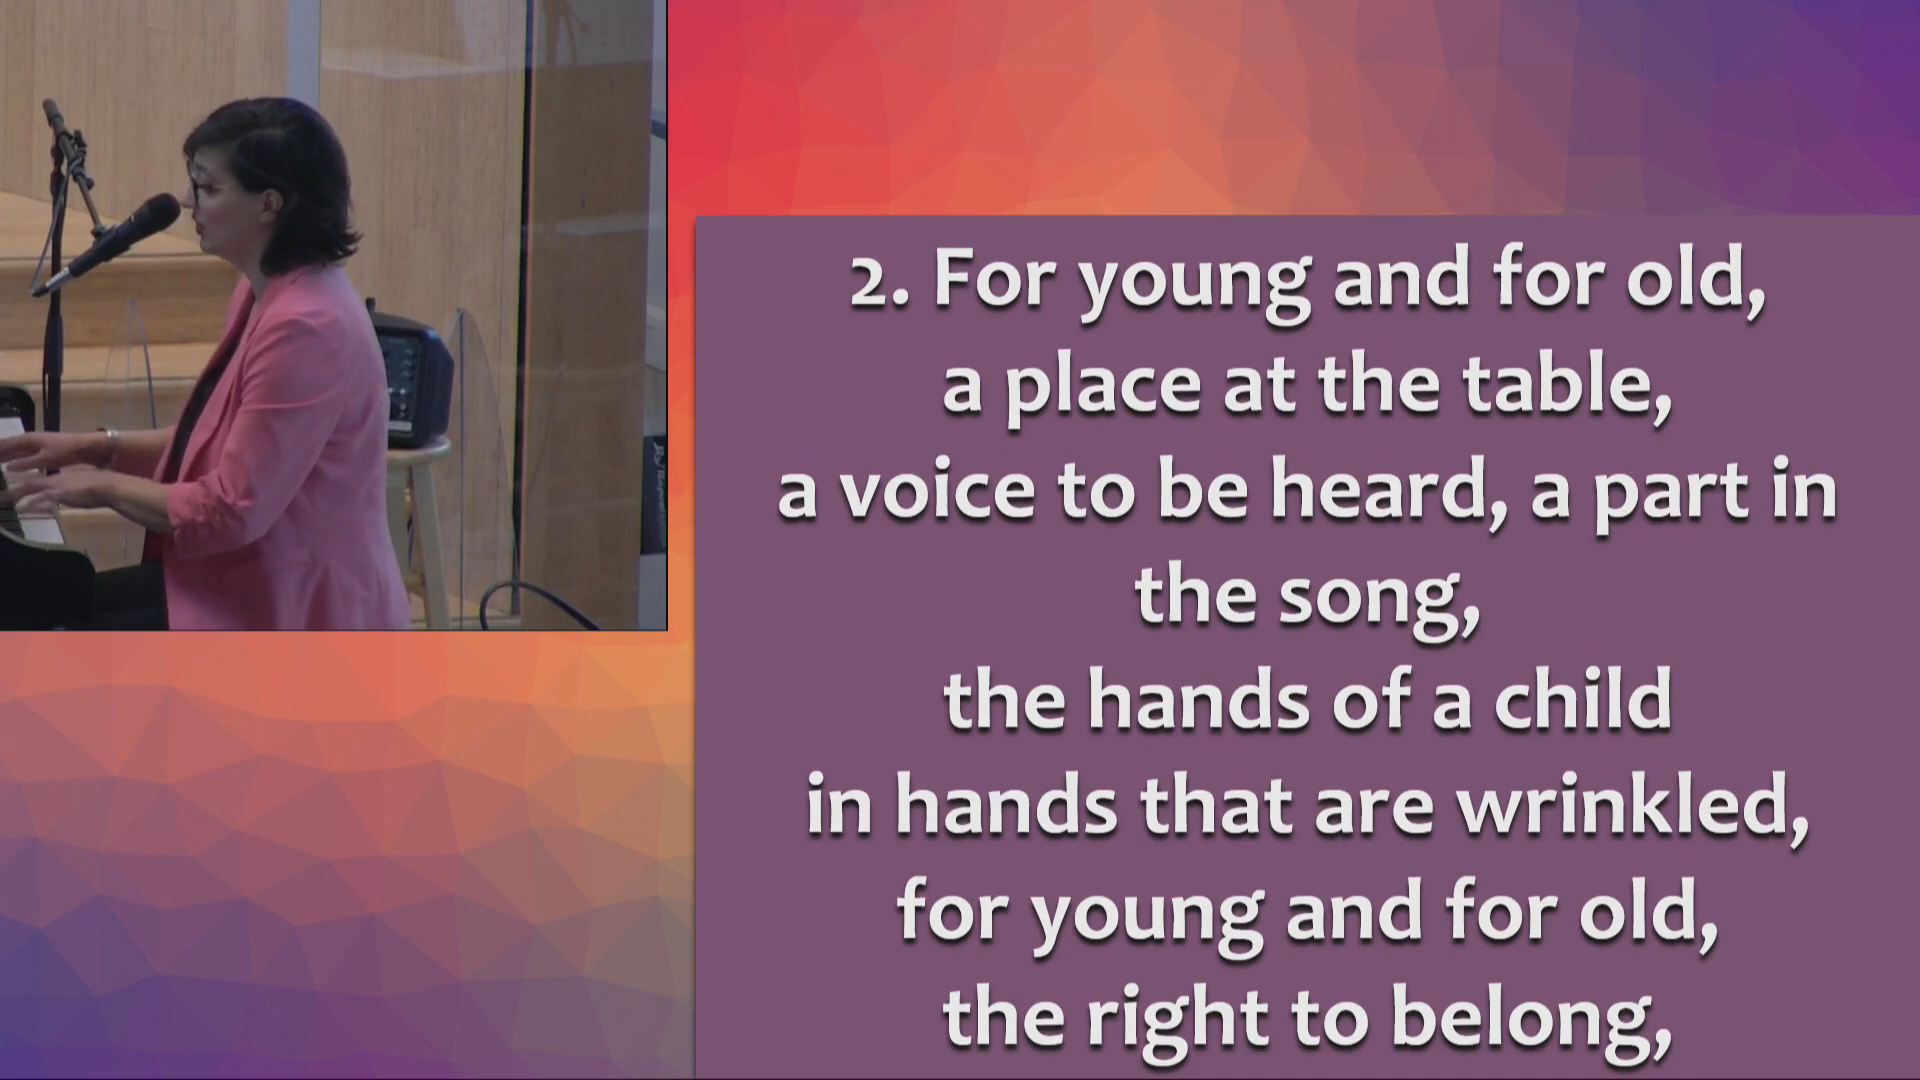 2. For young and for old,
a place at the table,
a voice to be heard, a part in
the song,
the hands of a child
in hands that are wrinkled,
for young and for old,
the right to belong,